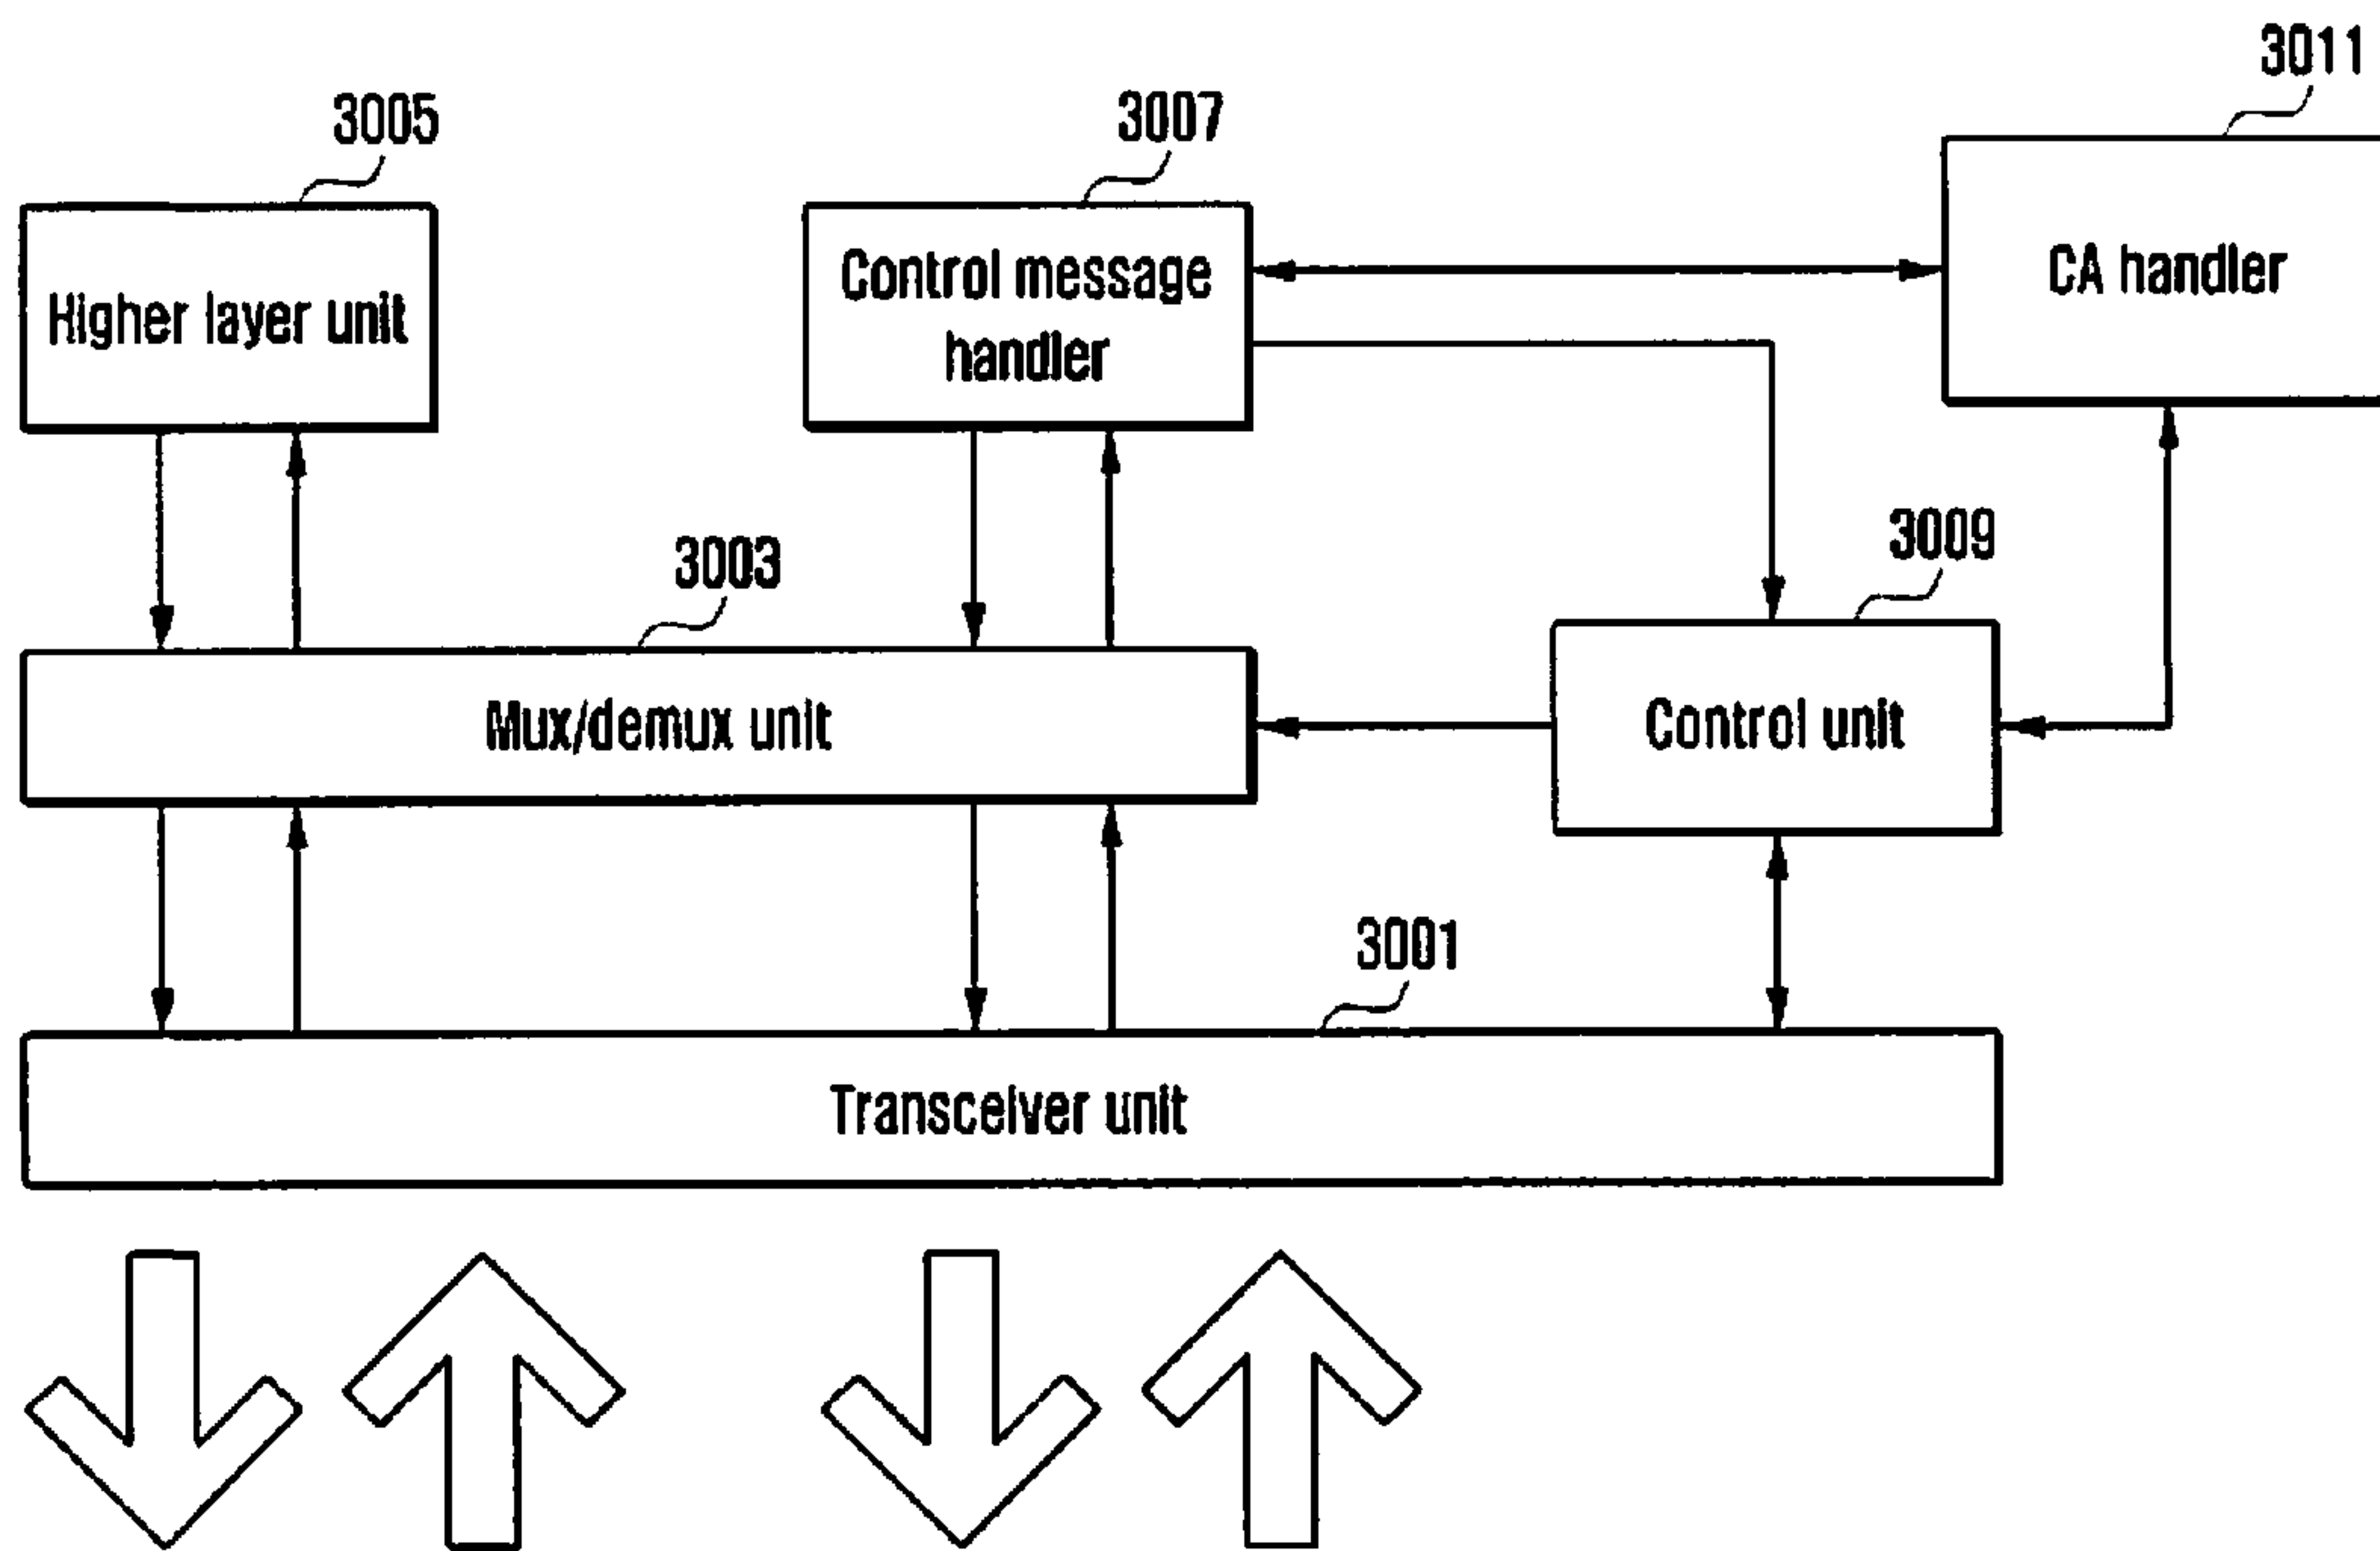 3011
3005
3007
Higher layer unit
Control message
handler
CA handler
3003
3009
Mux/demux unit
Control unit
3001
Transceiver unit